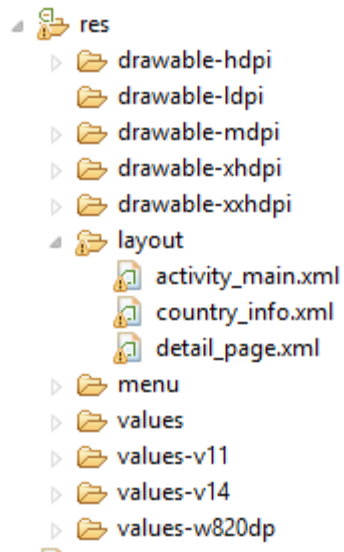 res
drawable-hdpi
drawable-ldpi
drawable-mdpi
drawable-xhdpi
drawable-xxhdpi
layout
activity_main.xml
country_info.xml
detail_page.xml
menu
values
values-v11
values-v14
values-w820dp